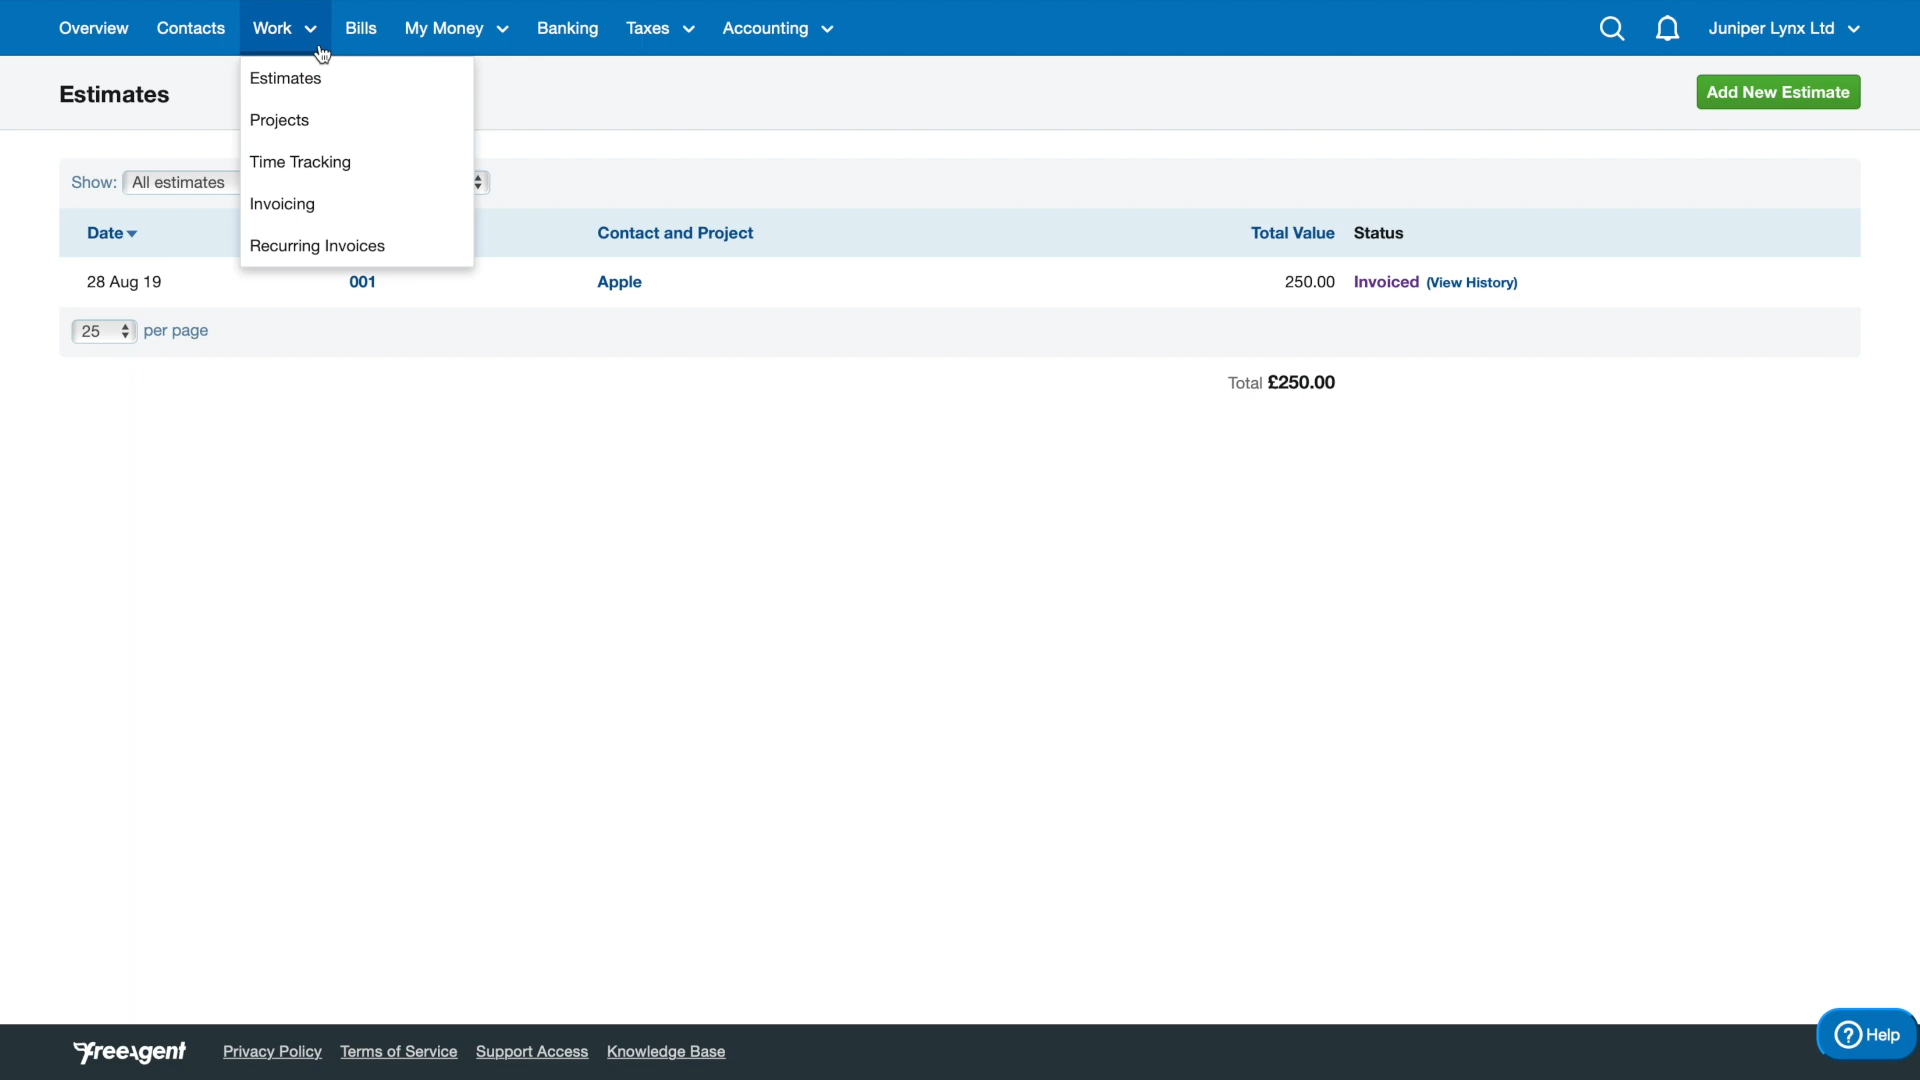 Overview Contacts Work Bills My Money Banking Taxes Accounting Juniper Lynx Ltd
Estimates
Add New Estimate
Estimates
Projects
Time Tracking
Invoicing
Recurring Invoices
Show: All estimates
Date Contact and Project Total Value Status
28 Aug 19 001 Apple 250.00 Invoiced (View History)
25 per page
Total £250.00
freeagent Privacy Policy Terms of Service Support Access Knowledge Base
? Help